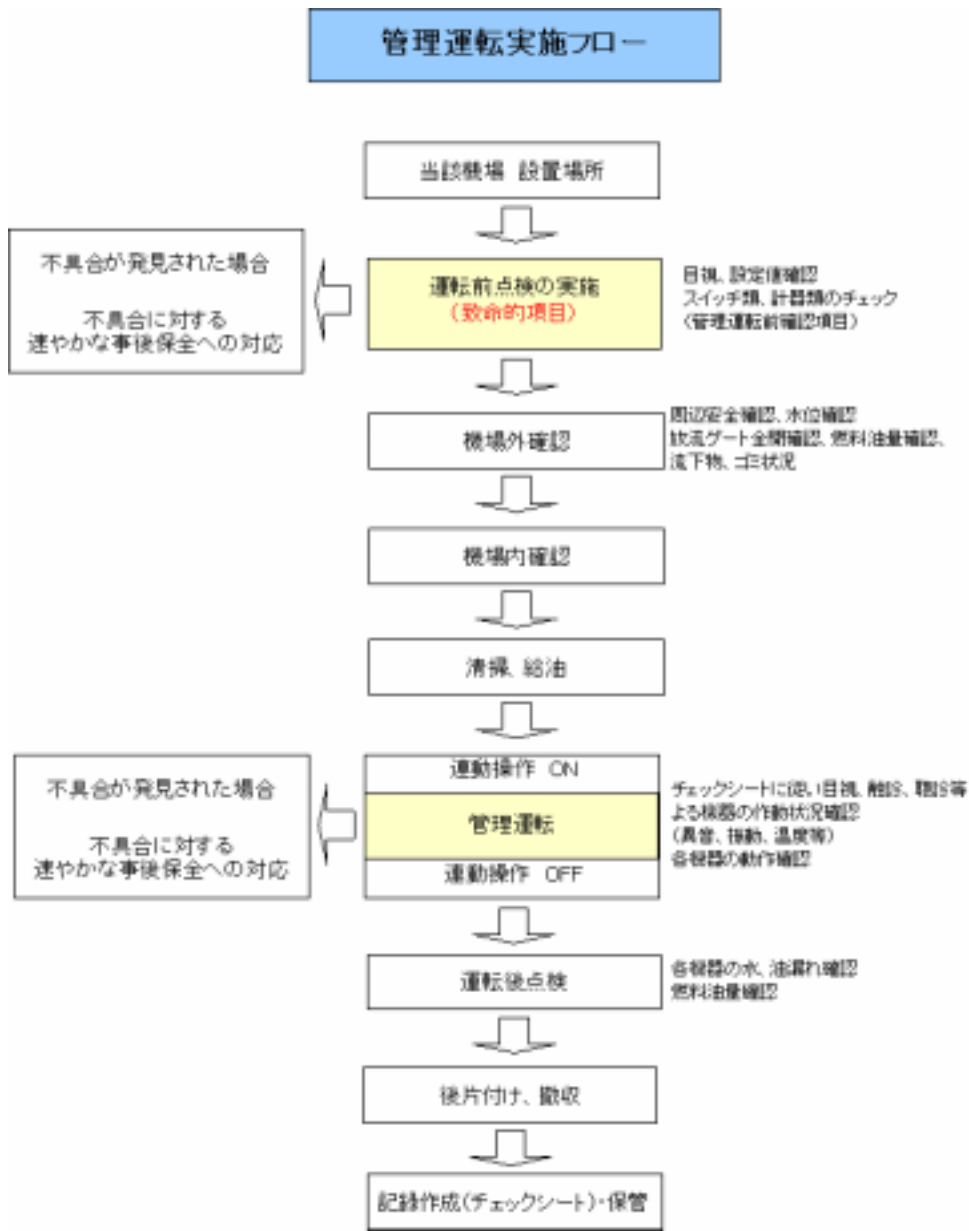 管理運転実施フロー
当該機場 設置場所
不具合が発見された場合
不具合に対する
速やかな事後保全への対応
運転前点検の実施
(致命的項目)
目視、設定値確認
スイッチ類、計器類のチェック
(管理運転前確認項目)
機場外確認
周辺安全確認、水位確認
放流ゲート全開確認、燃料油量確認、
流下物、ゴミ状況
機場内確認
清掃、給油
不具合が発見された場合
不具合に対する
速やかな事後保全への対応
連動操作 ON
管理運転
連動操作 OFF
チェックシートに従い目視、触診、聴診等
よる機器の作動状況確認
(異音、振動、温度等)
各機器の動作確認
運転後点検
各機器の水、油漏れ確認
燃料油量確認
後片付け、撤収
記録作成(チェックシート)・保管